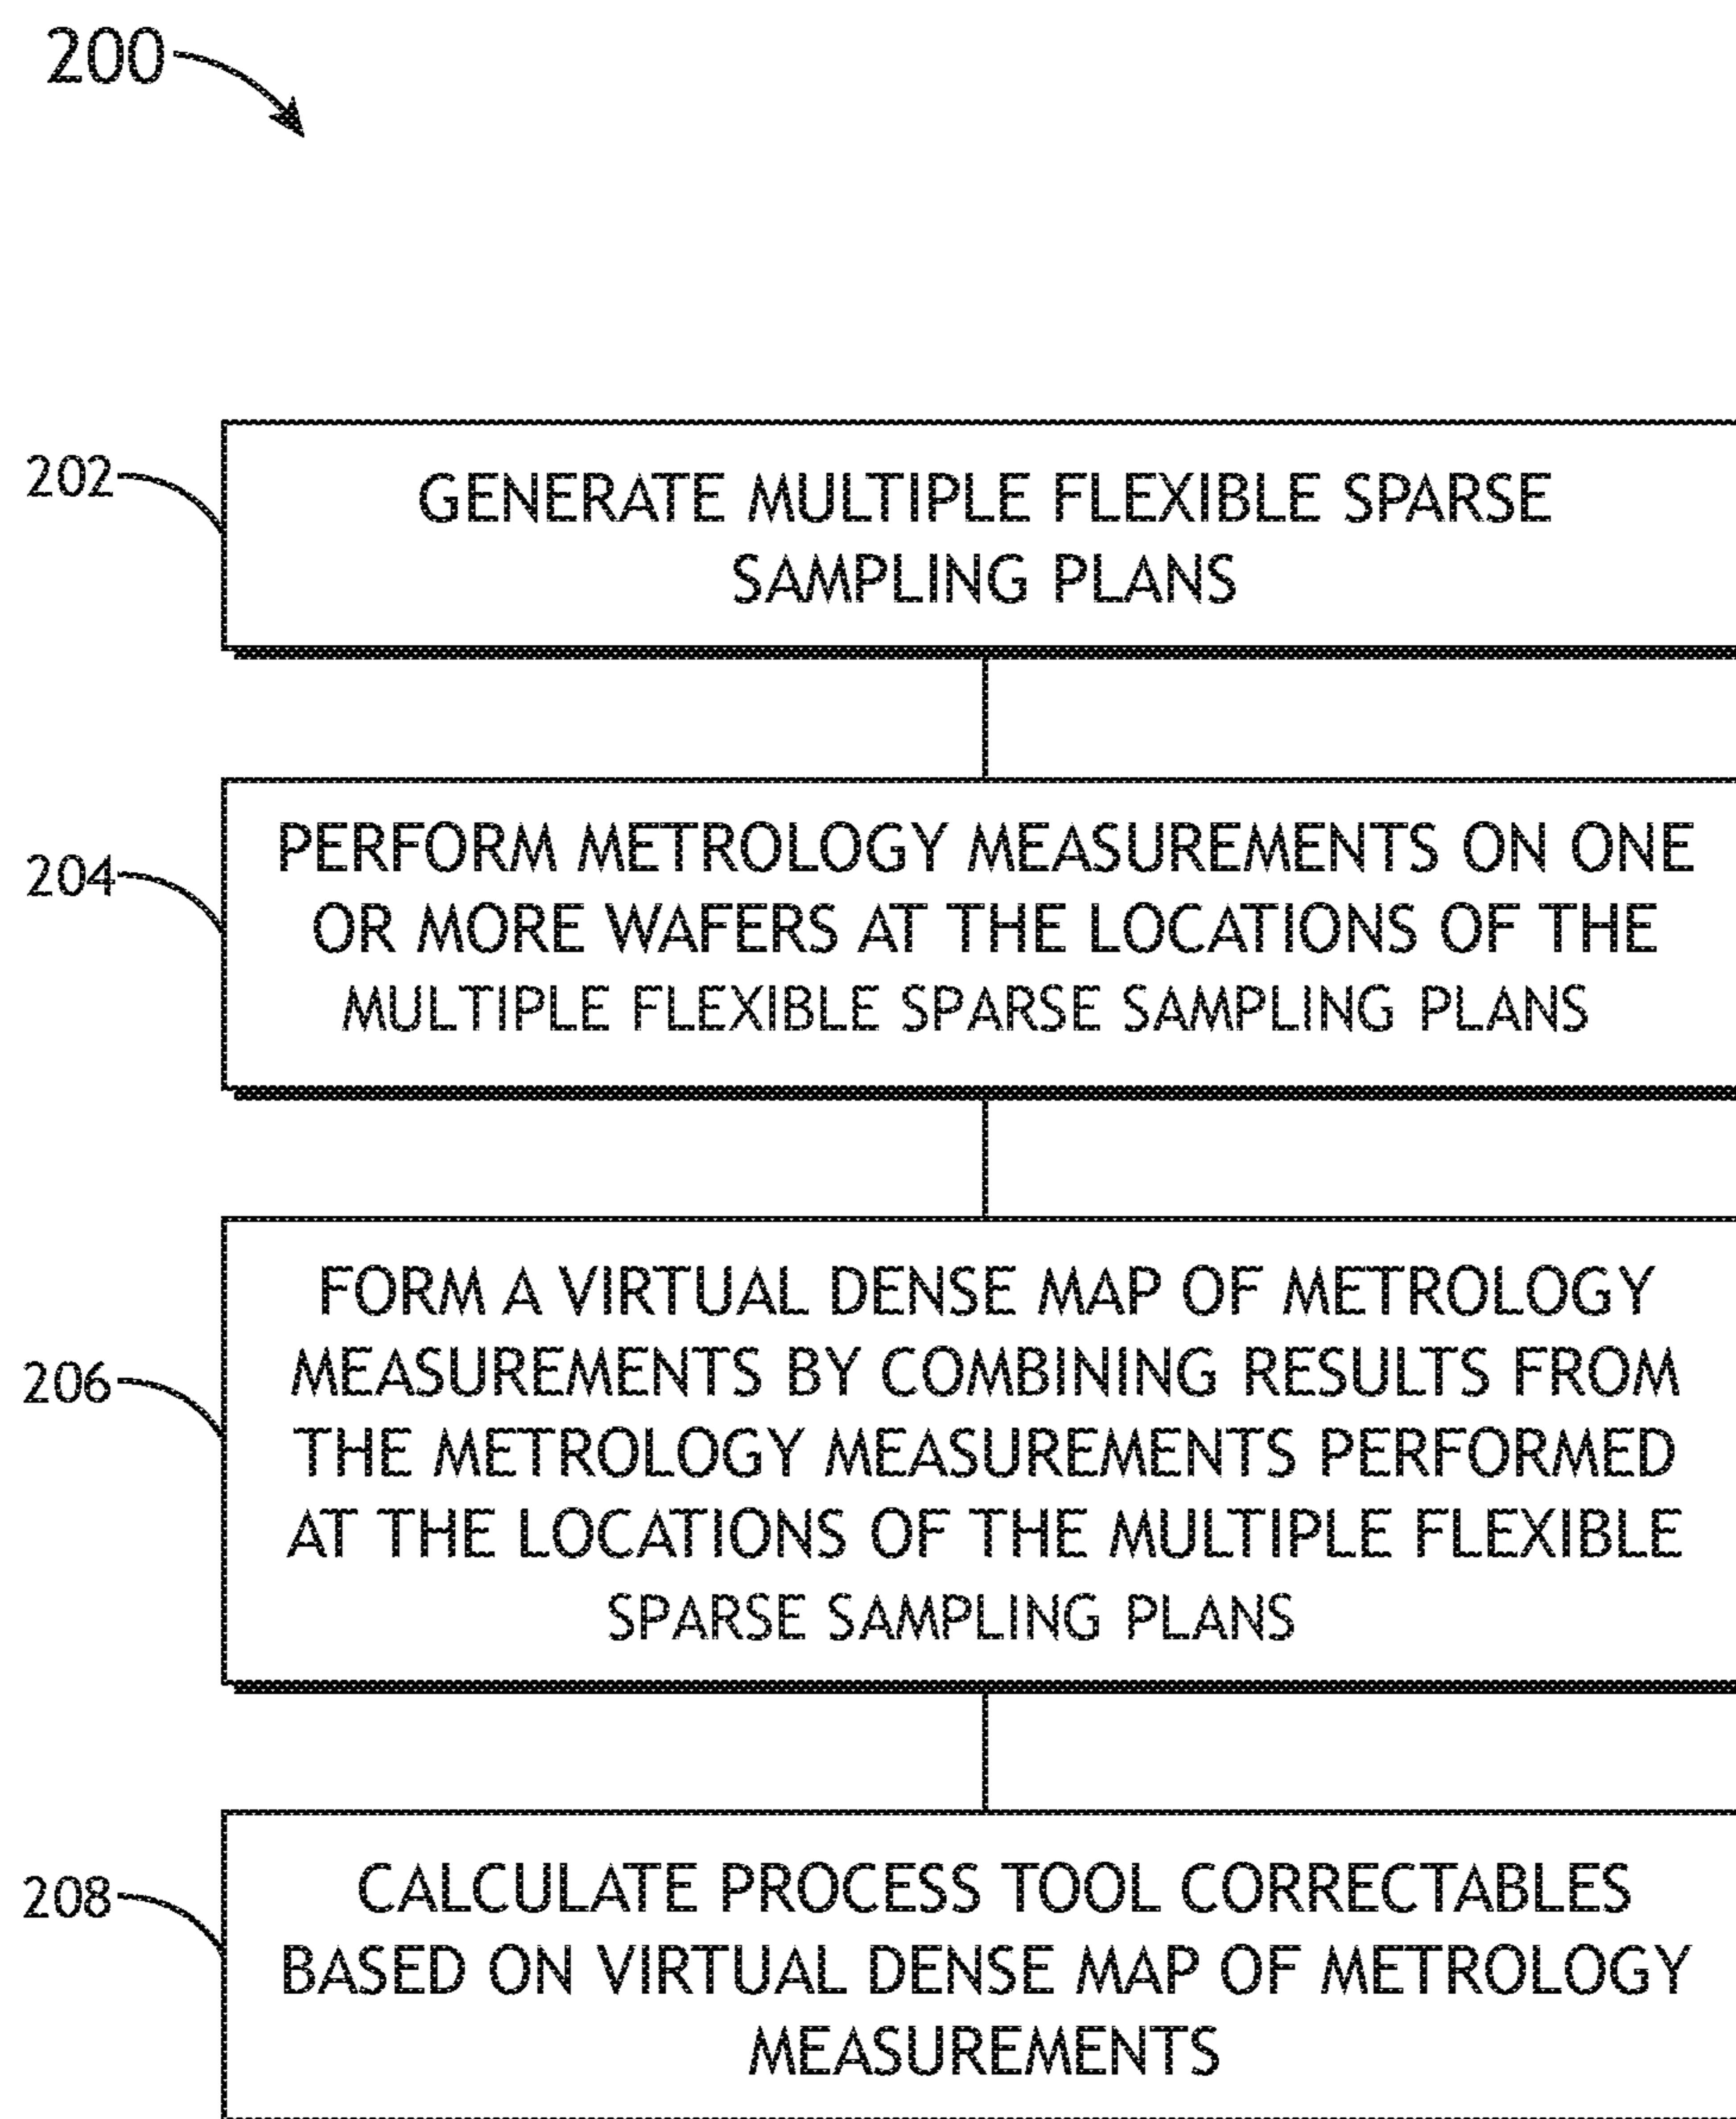 200
202
GENERATE MULTIPLE FLEXIBLE SPARSE
SAMPLING PLANS
204
PERFORM METROLOGY MEASUREMENTS ON ONE
OR MORE WAFERS AT THE LOCATIONS OF THE
MULTIPLE FLEXIBLE SPARSE SAMPLING PLANS
206
FORM A VIRTUAL DENSE MAP OF METROLOGY
MEASUREMENTS BY COMBINING RESULTS FROM
THE METROLOGY MEASUREMENTS PERFORMED
AT THE LOCATIONS OF THE MULTIPLE FLEXIBLE
SPARSE SAMPLING PLANS
208
CALCULATE PROCESS TOOL CORRECTABLES
BASED ON VIRTUAL DENSE MAP OF METROLOGY
MEASUREMENTS